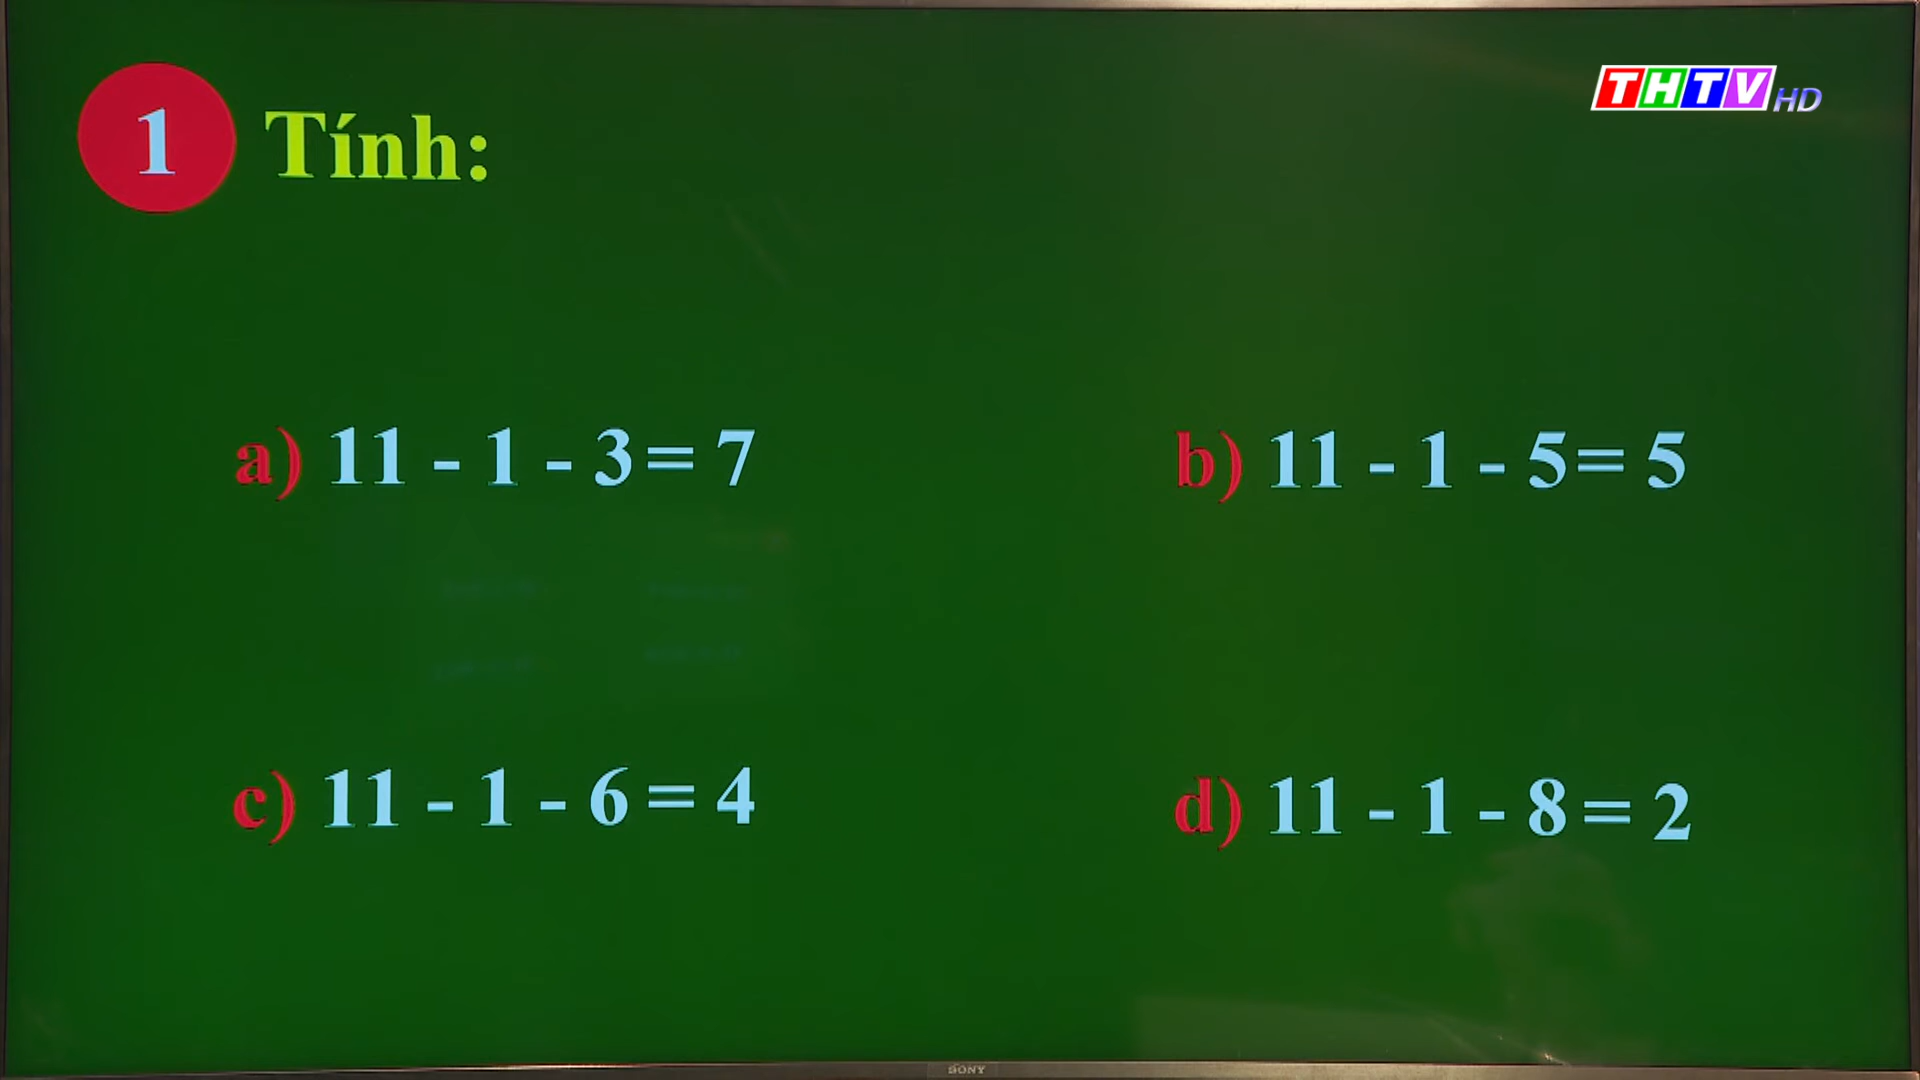 THTV HD
1 Tính:
a) 11 - 1 - 3 = 7
b) 11 - 1 - 5 = 5
c) 11 - 1 - 6 = 4
d) 11 - 1 - 8 = 2
SONY